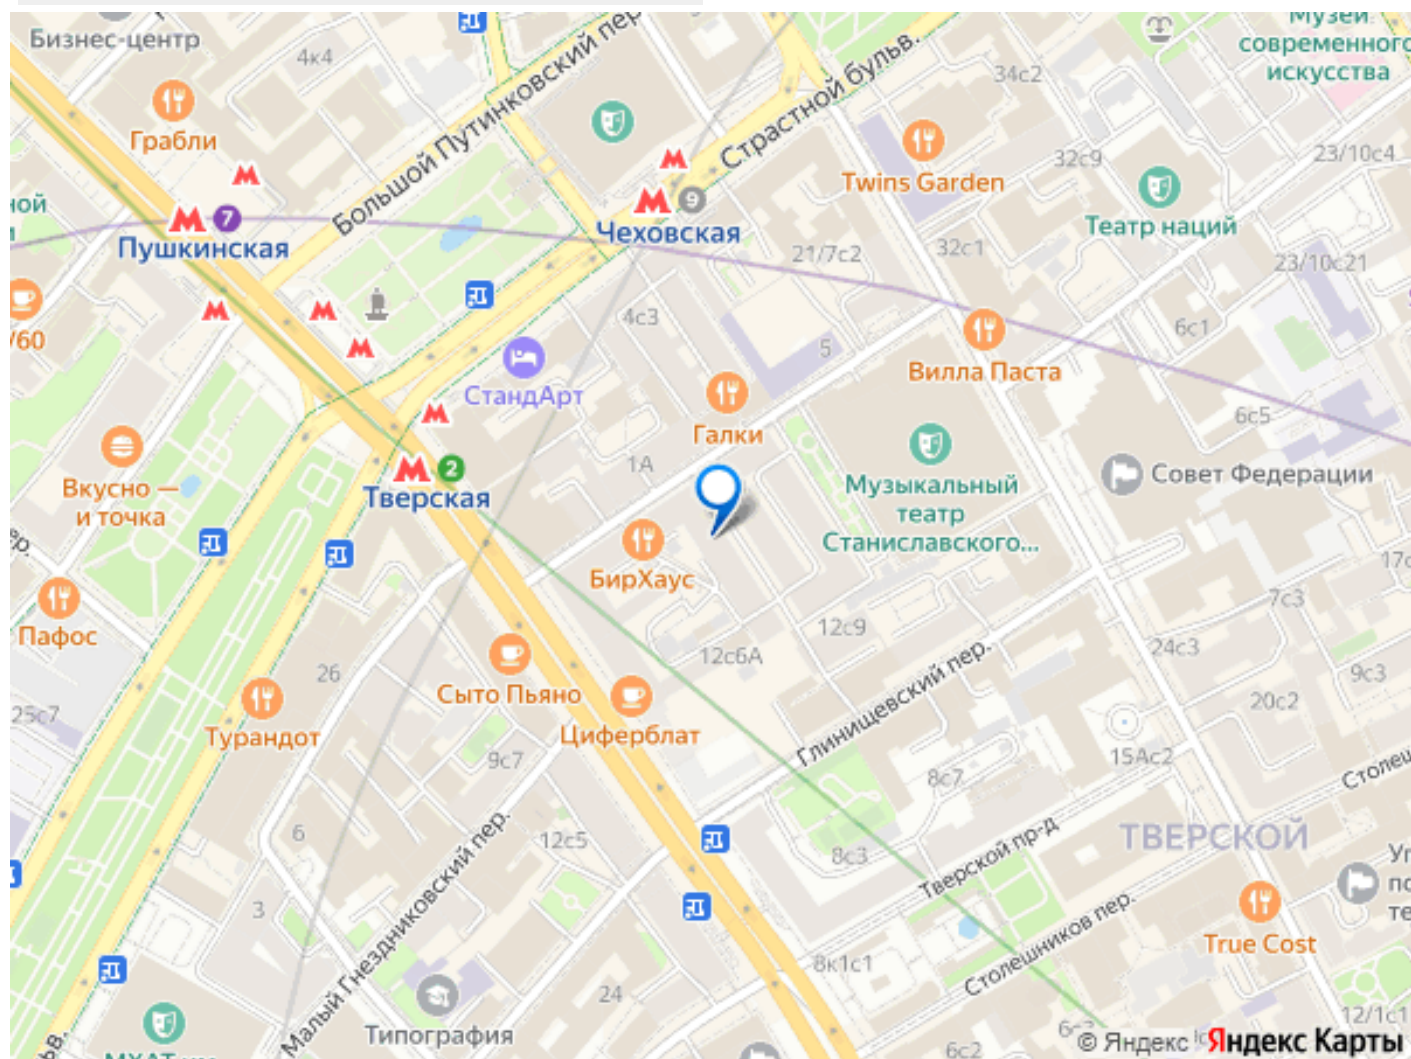 Бизнес-центр
4к4
Большой Путинковский пер.
Страстной бульв.
34с2
Музей
современного
искусства
Грабли
Twins Garden
32с9
23/10с4
Театр наций
7
Пушкинская
9
Чеховская
21/7с2
32с1
23/10с21
4с3
5
6с1
/60
СтандАрт
Вилла Паста
Галки
6с5
1А
2
Тверская
Вкусно —
и точка
Музыкальный
театр
Станиславского...
Совет Федерации
БирХаус
17с
7с3
Пафос
12с9
12с6А
24с3
9с3
26
Сыто Пьяно
Циферблат
Глинищевский пер.
20с2
25с7
Турандот
9с7
8с7
15Ас2
Столеш
6
12с5
8с3
Тверской пр-д
ТВЕРСКОЙ
3
Малый Гнездниковский пер.
Столешников пер.
True Cost
8к1с1
24
Типография
12/1с1
6с2
© Яндекс
Яндекс Карты